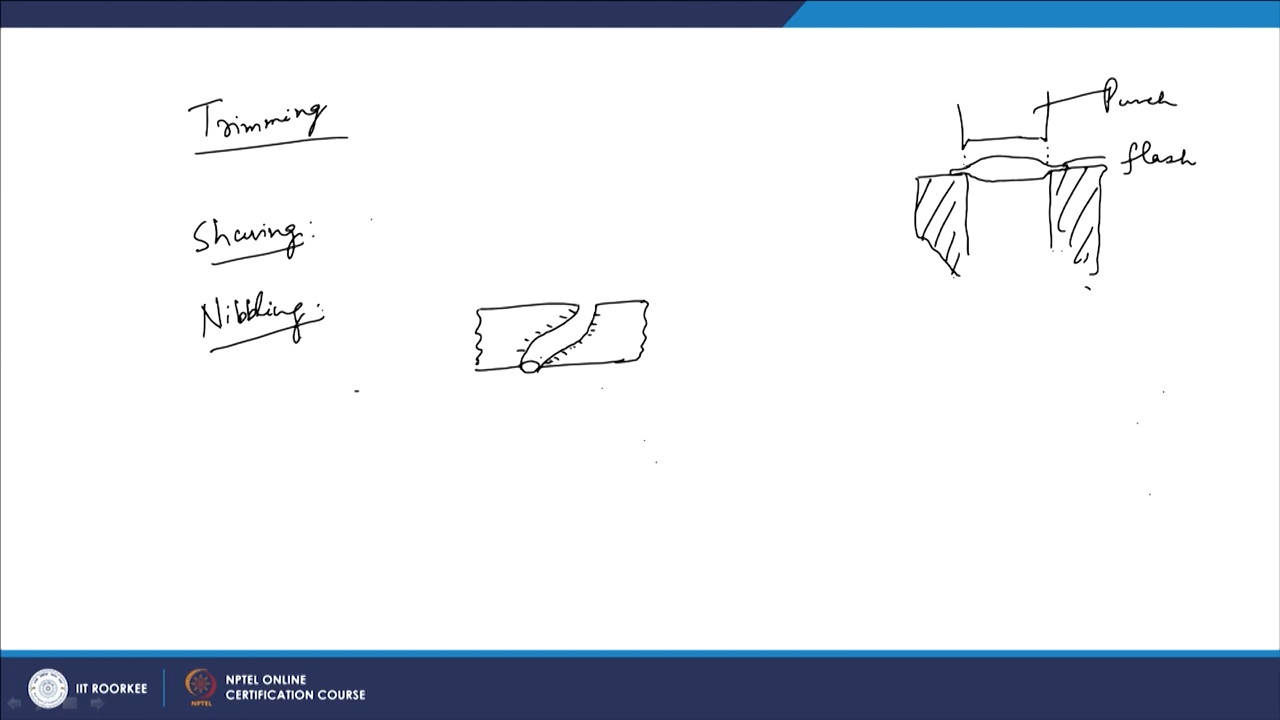 Trimming
Punch
flash
Shaving:
Nibbling:
IIT ROORKEE
NPTEL ONLINE
CERTIFICATION COURSE
NPTEL